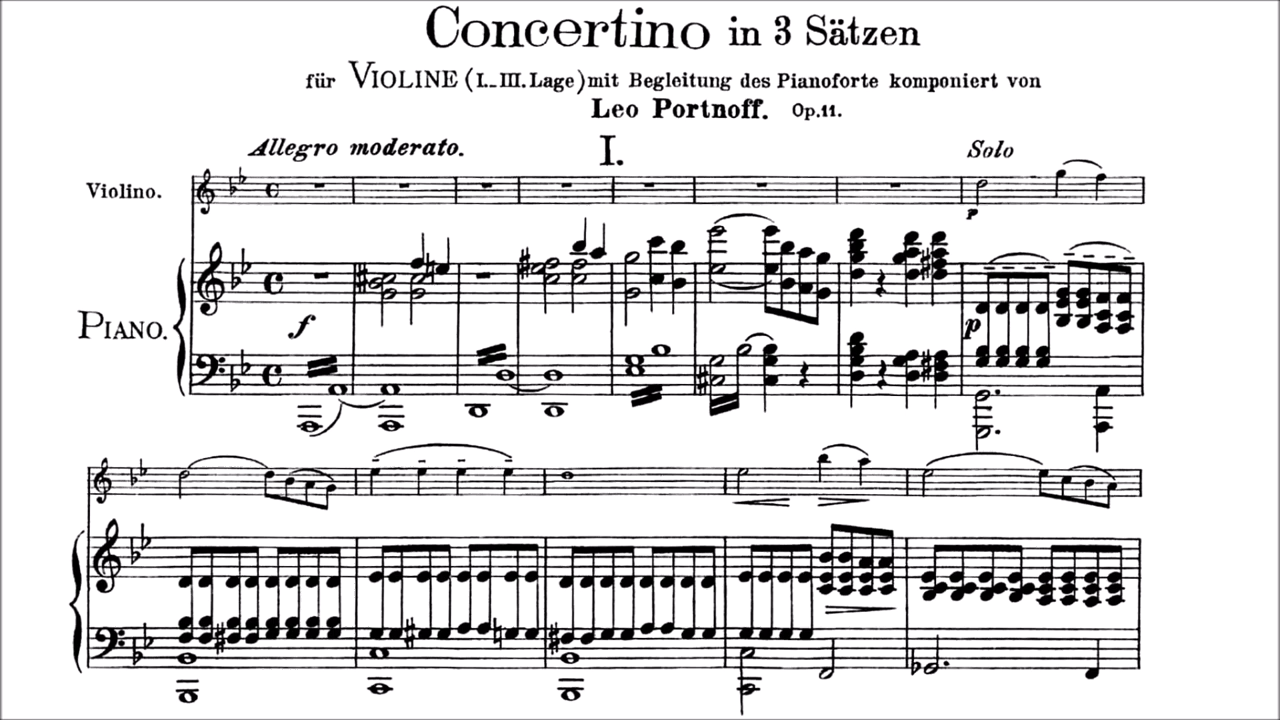 Concertino in 3 Sätzen
für VIOLINE (I._III. Lage) mit Begleitung des Pianoforte komponiert von
Leo Portnoff. Op. 11.
Allegro moderato.
I.
Solo
Violino.
p
PIANO.
f
p